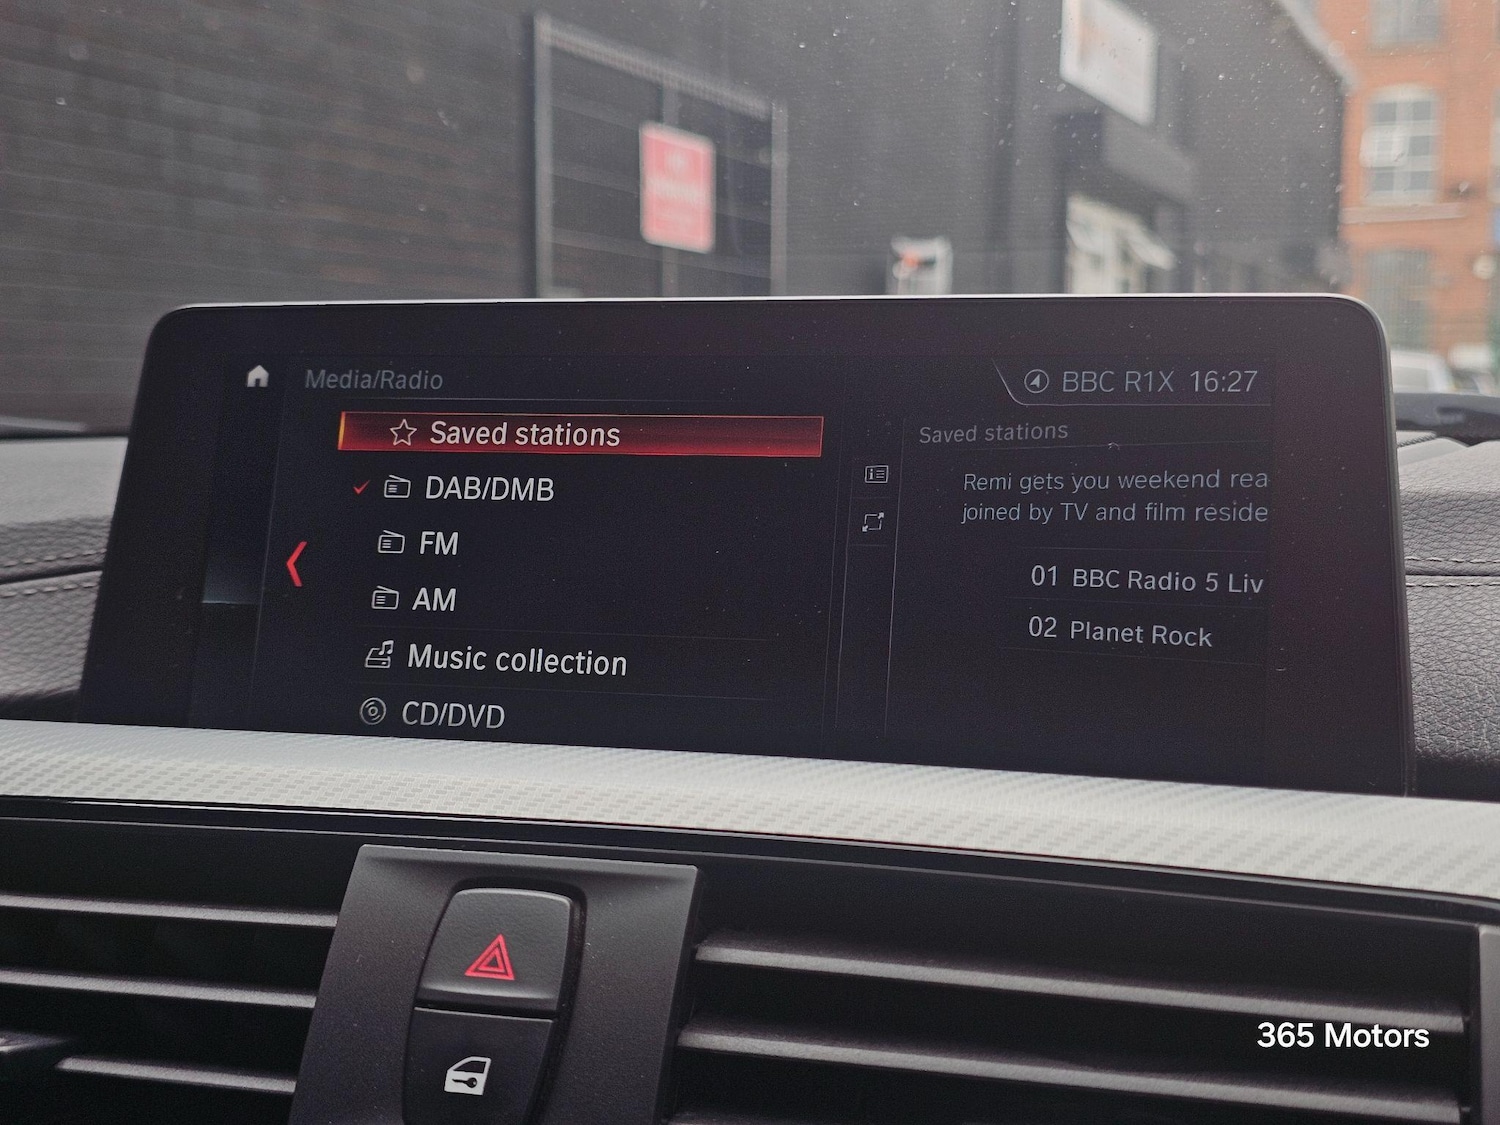 Media/Radio
BBC R1X 16:27
Saved stations
DAB/DMB
FM
AM
Music collection
CD/DVD
Saved stations
Remi gets you weekend rea
joined by TV and film reside
01 BBC Radio 5 Liv
02 Planet Rock
365 Motors